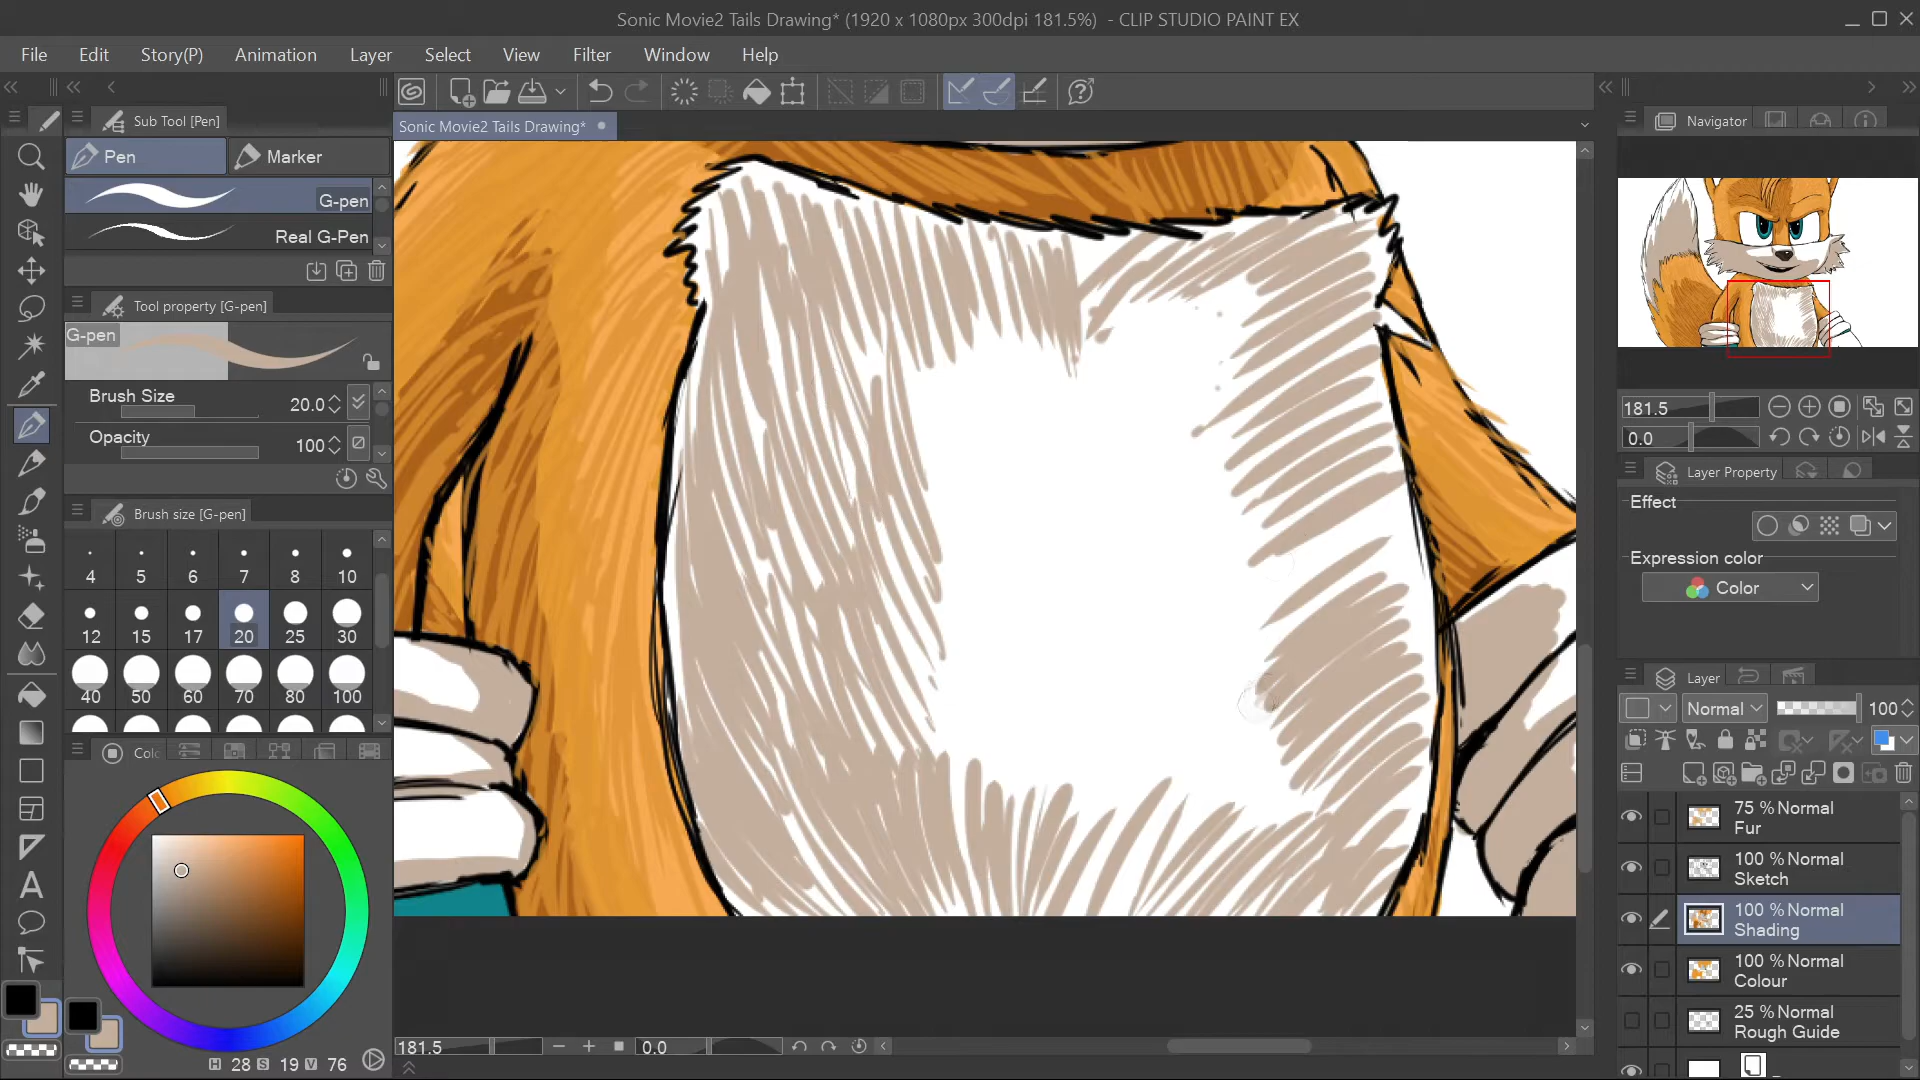 Sonic Movie2 Tails Drawing* (1920 x 1080px 300dpi 181.5%) - CLIP STUDIO PAINT EX
File Edit Story(P) Animation Layer Select View Filter Window Help
Sub Tool [Pen]
Pen Marker
G-pen
Real G-Pen
Tool property [G-pen]
G-pen
Brush Size 20.0
Opacity 100
Brush size [G-pen]
4 5 6 7 8 10
12 15 17 20 25 30
40 50 60 70 80 100
Colo
H 28 S 19 V 76
Sonic Movie2 Tails Drawing*
181.5
0.0
Navigator
181.5
0.0
Layer Property
Effect
Expression color
Color
Layer
Normal 100
75 % Normal
Fur
100 % Normal
Sketch
100 % Normal
Shading
100 % Normal
Colour
25 % Normal
Rough Guide